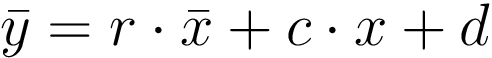 ȳ = r · x̄ + c · x + d